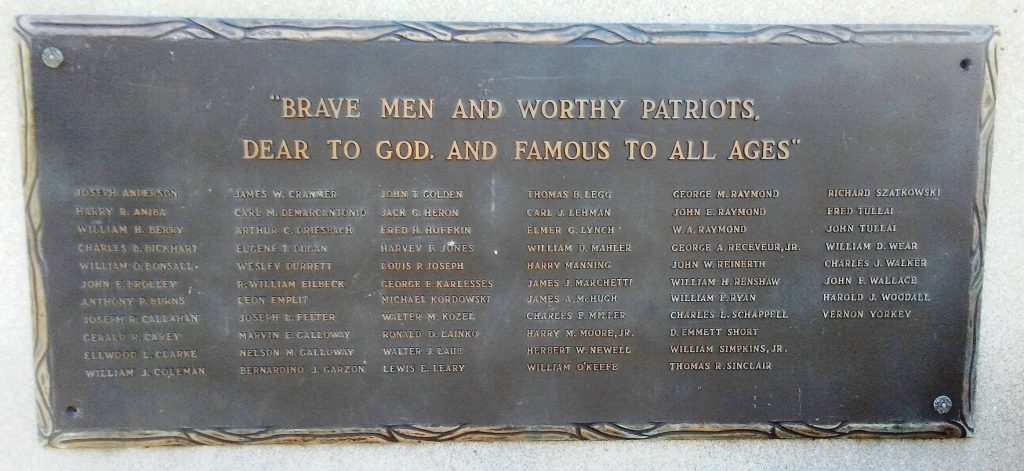 "BRAVE MEN AND WORTHY PATRIOTS,
DEAR TO GOD, AND FAMOUS TO ALL AGES"
JOSEPH ANDERSON
HARRY R. ANIBA
WILLIAM H. BERRY
CHARLES B. BICKHART
WILLIAM O. BONSALL
JOHN E. BROLLEY
ANTHONY P. BURNS
JOSEPH R. CALLAHAN
GERALD R. CAREY
ELLWOOD L. CLARKE
WILLIAM J. COLEMAN
JAMES W. CRANMER
CARL M. DEMARCANTONIO
ARTHUR C. DRIESBACH
EUGENE T. DUGAN
WESLEY DURRETT
R. WILLIAM EILBECK
LEON EMPLIT
JOSEPH L. FELTER
MARVIN E. GALLOWAY
NELSON M. GALLOWAY
BERNARDINO J. GARZON
JOHN T. GOLDEN
JACK G. HERON
FRED H. HOFFKIN
HARVEY F. JONES
LOUIS P. JOSEPH
GEORGE F. KARLESSES
MICHAEL KORDOWSKI
WALTER M. KOZEL
RONALD D. LAINKO
WALTER J. LAUB
LEWIS E. LEARY
THOMAS B. LEGG
CARL J. LEHMAN
ELMER G. LYNCH
WILLIAM D. MAHLER
HARRY MANNING
JAMES J. MARCHETTI
JAMES A. McHUGH
CHARLES F. MILLER
HARRY M. MOORE, JR.
HERBERT W. NEWELL
WILLIAM O'KEEFE
GEORGE M. RAYMOND
JOHN E. RAYMOND
W. A. RAYMOND
GEORGE A. RECEVEUR, JR.
JOHN W. REINERTH
WILLIAM H. RENSHAW
WILLIAM F. RYAN
CHARLES L. SCHAPPELL
D. EMMETT SHORT
WILLIAM SIMPKINS, JR.
THOMAS R. SINCLAIR
RICHARD SZATKOWSKI
FRED TULLAI
JOHN TULLAI
WILLIAM D. WEAR
CHARLES J. WALKER
JOHN F. WALLACE
HAROLD J. WOODALL
VERNON YORKEY